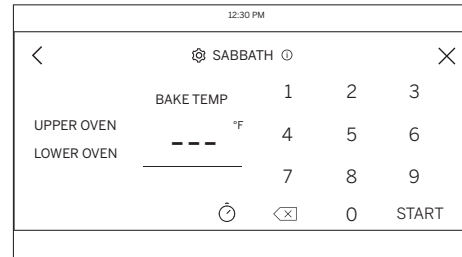 12:30 PM
SABBATH
BAKE TEMP
1 2 3
UPPER OVEN
--- °F
4 5 6
LOWER OVEN
7 8 9
0 START